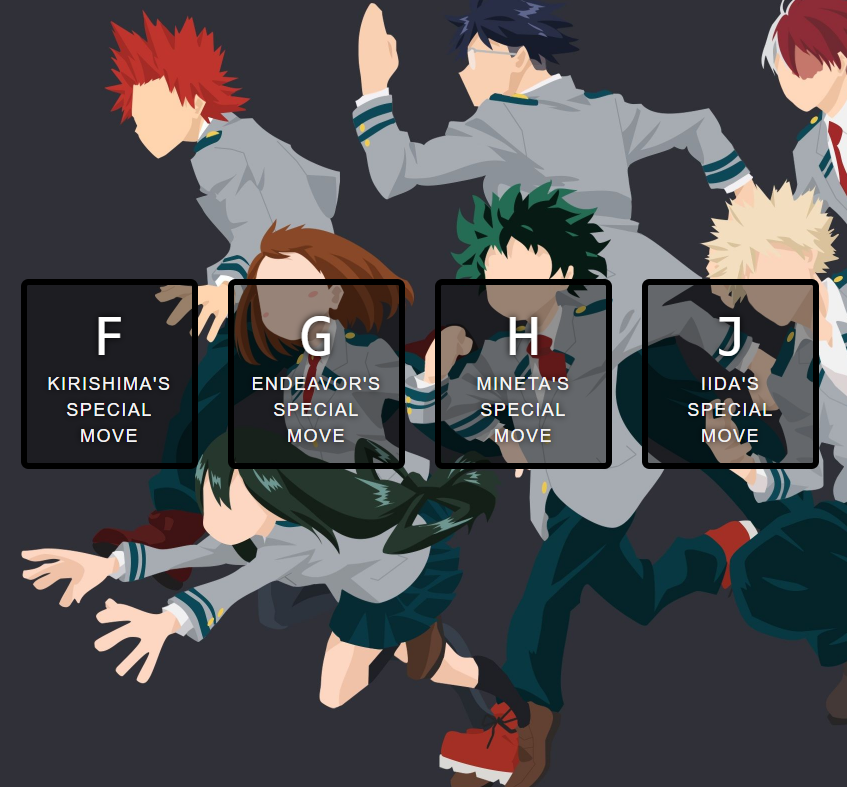 F
KIRISHIMA'S
SPECIAL
MOVE
G
ENDEAVOR'S
SPECIAL
MOVE
H
MINETA'S
SPECIAL
MOVE
J
IIDA'S
SPECIAL
MOVE